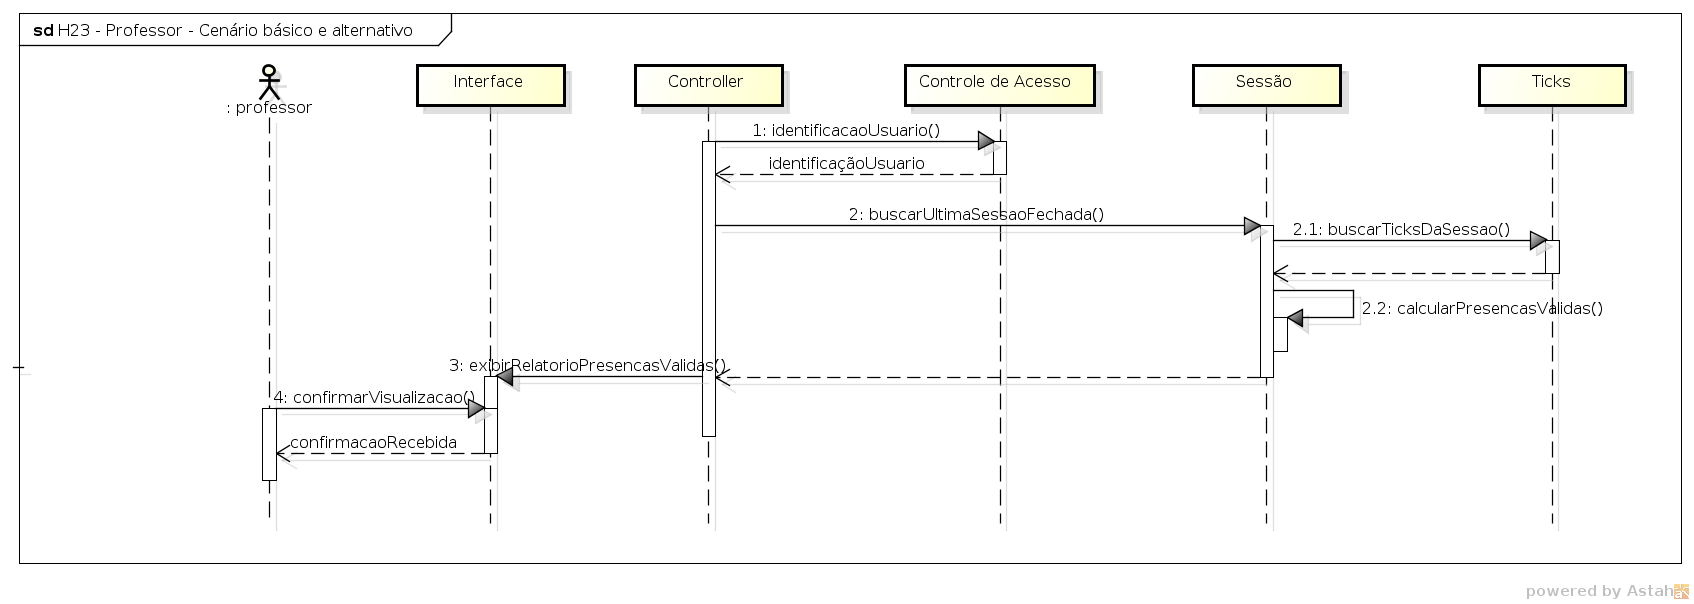 sd H23 - Professor - Cenário básico e alternativo
: professor
Interface
Controller
Controle de Acesso
Sessão
Ticks
1: identificacaoUsuario()
identificaçãoUsuario
2: buscarUltimaSessaoFechada()
2.1: buscarTicksDaSessao()
2.2: calcularPresencasValidas()
3: exibirRelatorioPresencasValidas()
4: confirmarVisualizacao()
confirmacaoRecebida
powered by Astah